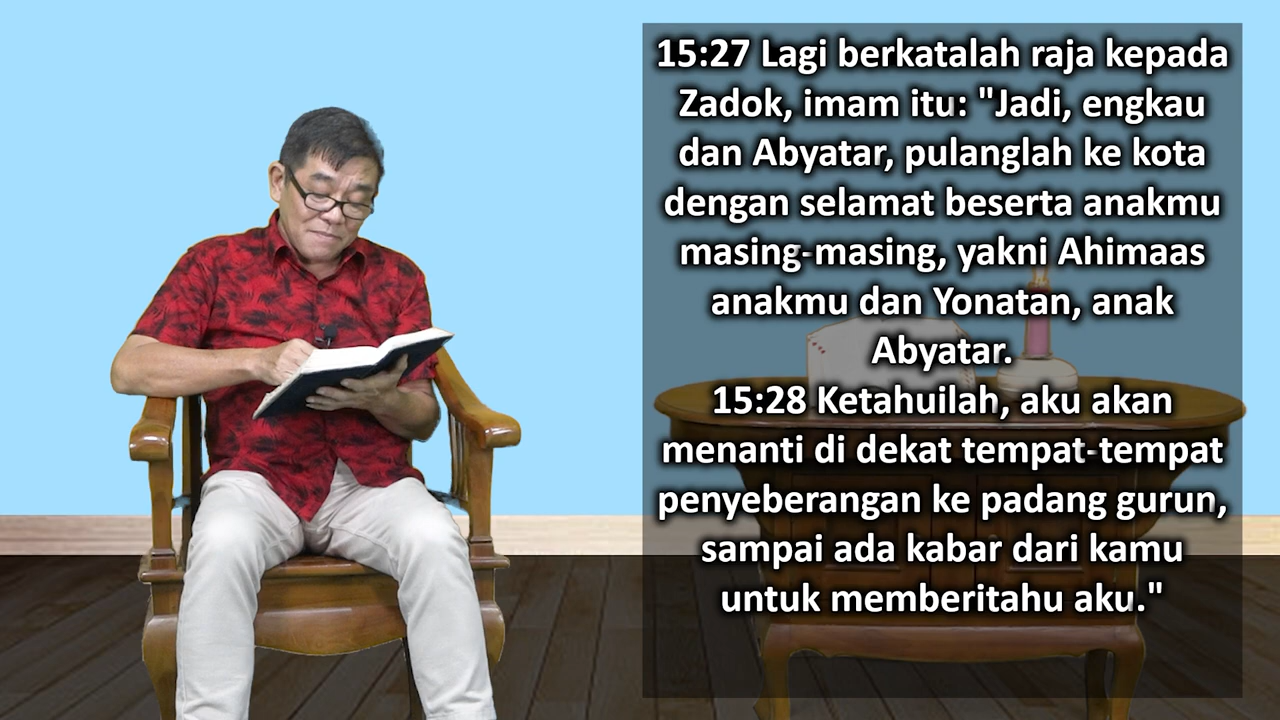 15:27 Lagi berkatalah raja kepada
Zadok, imam itu: "Jadi, engkau
dan Abyatar, pulanglah ke kota
dengan selamat beserta anakmu
masing-masing, yakni Ahimaas
anakmu dan Yonatan, anak
Abyatar.
15:28 Ketahuilah, aku akan
menanti di dekat tempat-tempat
penyeberangan ke padang gurun,
sampai ada kabar dari kamu
untuk memberitahu aku."